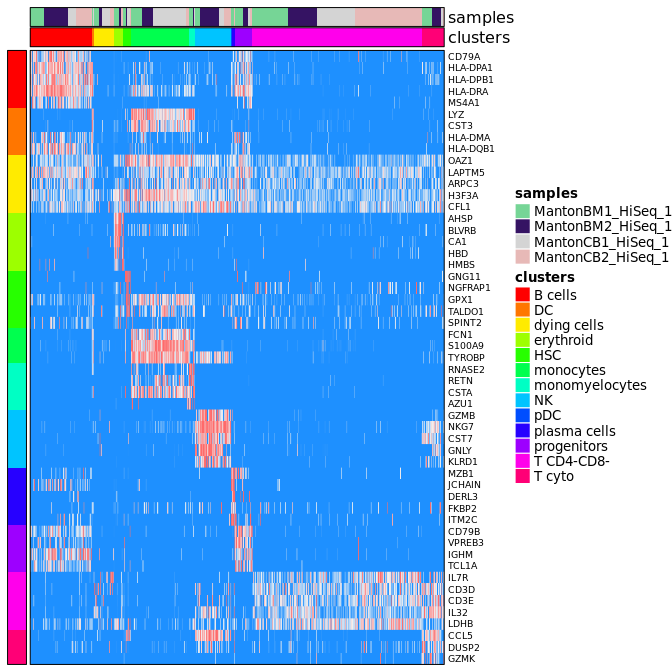 samples
clusters
CD79A
HLA-DPA1
HLA-DPB1
HLA-DRA
MS4A1
LYZ
CST3
HLA-DMA
HLA-DQB1
OAZ1
LAPTM5
ARPC3
H3F3A
CFL1
AHSP
BLVRB
CA1
HBD
HMBS
GNG11
NGFRAP1
GPX1
TALDO1
SPINT2
FCN1
S100A9
TYROBP
RNASE2
RETN
CSTA
AZU1
GZMB
NKG7
CST7
GNLY
KLRD1
MZB1
JCHAIN
DERL3
FKBP2
ITM2C
CD79B
VPREB3
IGHM
TCL1A
IL7R
CD3D
CD3E
IL32
LDHB
CCL5
DUSP2
GZMK
samples
MantonBM1_HiSeq_1
MantonBM2_HiSeq_1
MantonCB1_HiSeq_1
MantonCB2_HiSeq_1
clusters
B cells
DC
dying cells
erythroid
HSC
monocytes
monomyelocytes
NK
pDC
plasma cells
progenitors
T CD4-CD8-
T cyto